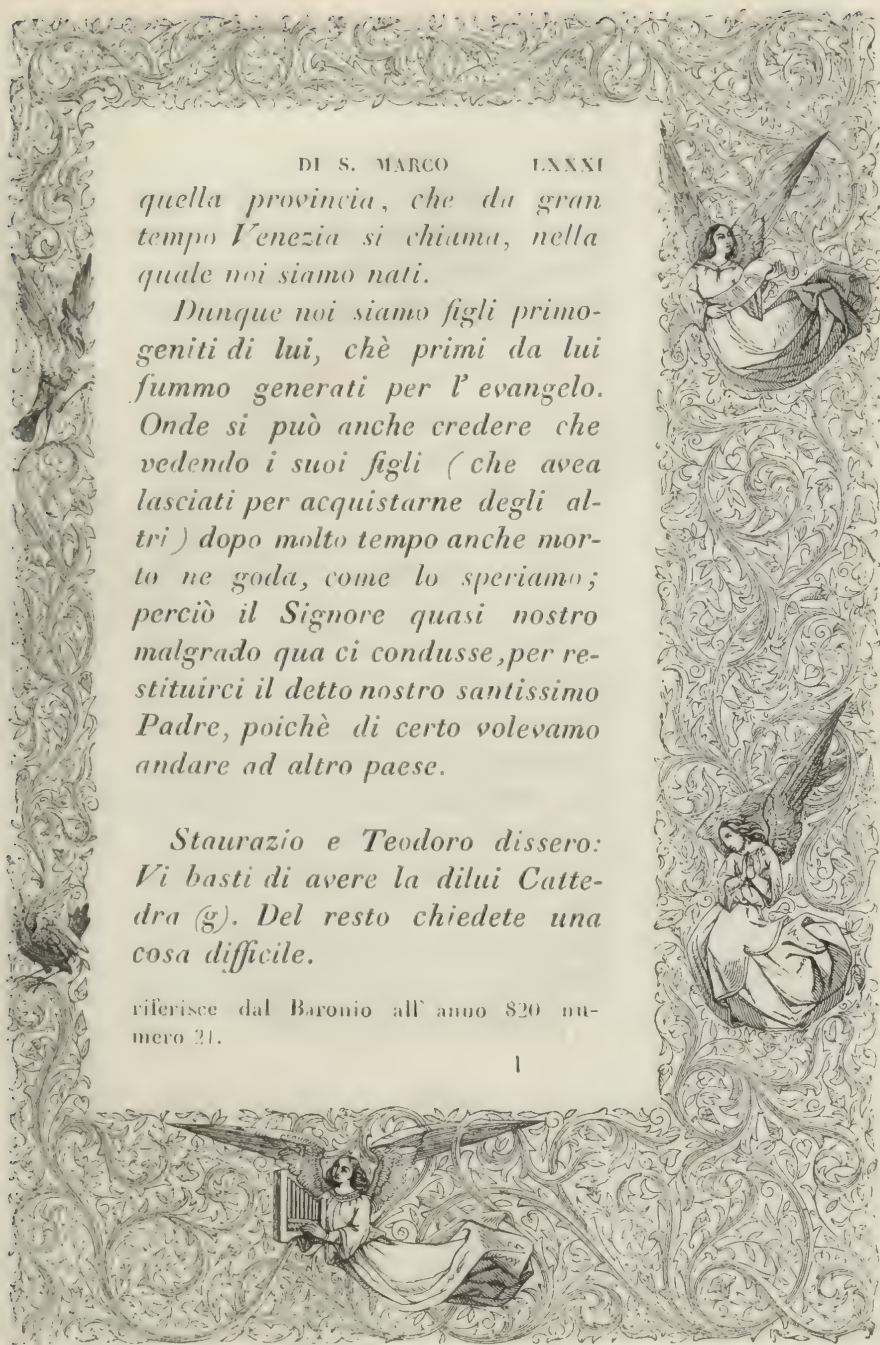 DI S. MARCO LXXXI
quella provincia, che da gran
tempo Venezia si chiama, nella
quale noi siamo nati.
Dunque noi siamo figli primo-
geniti di lui, chè primi da lui
fummo generati per l' evangelo.
Onde si può anche credere che
vedendo i suoi figli ( che avea
lasciati per acquistarne degli al-
tri ) dopo molto tempo anche mor-
to ne goda, come lo speriamo ;
perciò il Signore quasi nostro
malgrado qua ci condusse ,per re-
stituirci il detto nostro santissimo
Padre, poichè di certo volevamo
andare ad altro paese.
Staurazio e Teodoro dissero:
Vi basti di avere la dilui Catte-
dra (g). Del resto chiedete una
cosa difficile.
riferisce dal Baronio all' anno 820 nu-
mero 21.
l